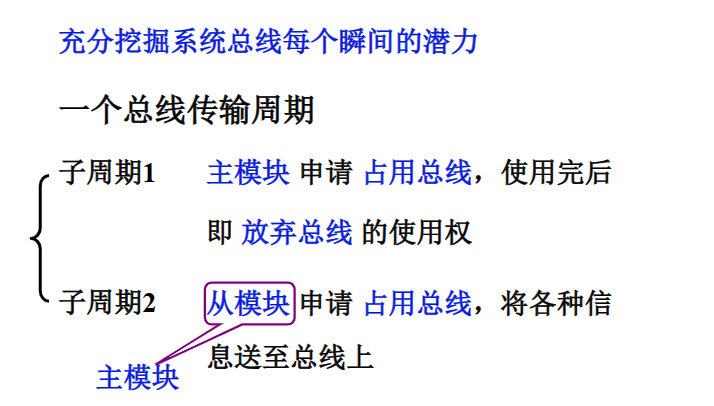 充分挖掘系统总线每个瞬间的潜力
一个总线传输周期
子周期1 主模块 申请 占用总线，使用完后
即 放弃总线 的使用权
子周期2 从模块 申请 占用总线，将各种信
息送至总线上
主模块